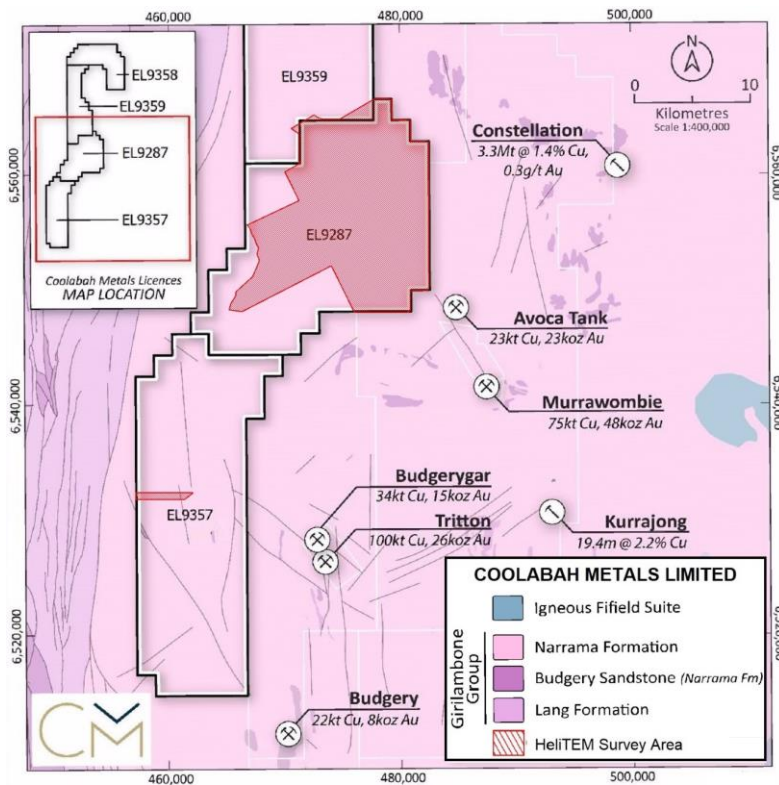 460,000
480,000
500,000
EL9358
EL9359
EL9287
EL9357
Coolabah Metals Licences
MAP LOCATION
EL9359
N
0
10
Kilometres
Scale 1:400,000
Constellation
3.3Mt @ 1.4% Cu,
0.3g/t Au
6,560,000
6,560,000
EL9287
Avoca Tank
23kt Cu, 23koz Au
Murrawombie
75kt Cu, 48koz Au
6,540,000
6,540,000
Budgerygar
34kt Cu, 15koz Au
Tritton
100kt Cu, 26koz Au
EL9357
Kurrajong
19.4m @ 2.2% Cu
6,520,000
6,520,000
Budgery
22kt Cu, 8koz Au
COOLABAH METALS LIMITED
Igneous Fifield Suite
Girilambone
Group
Narrama Formation
Budgery Sandstone (Narrama Fm)
Lang Formation
HeliTEM Survey Area
CM
460,000
480,000
500,000